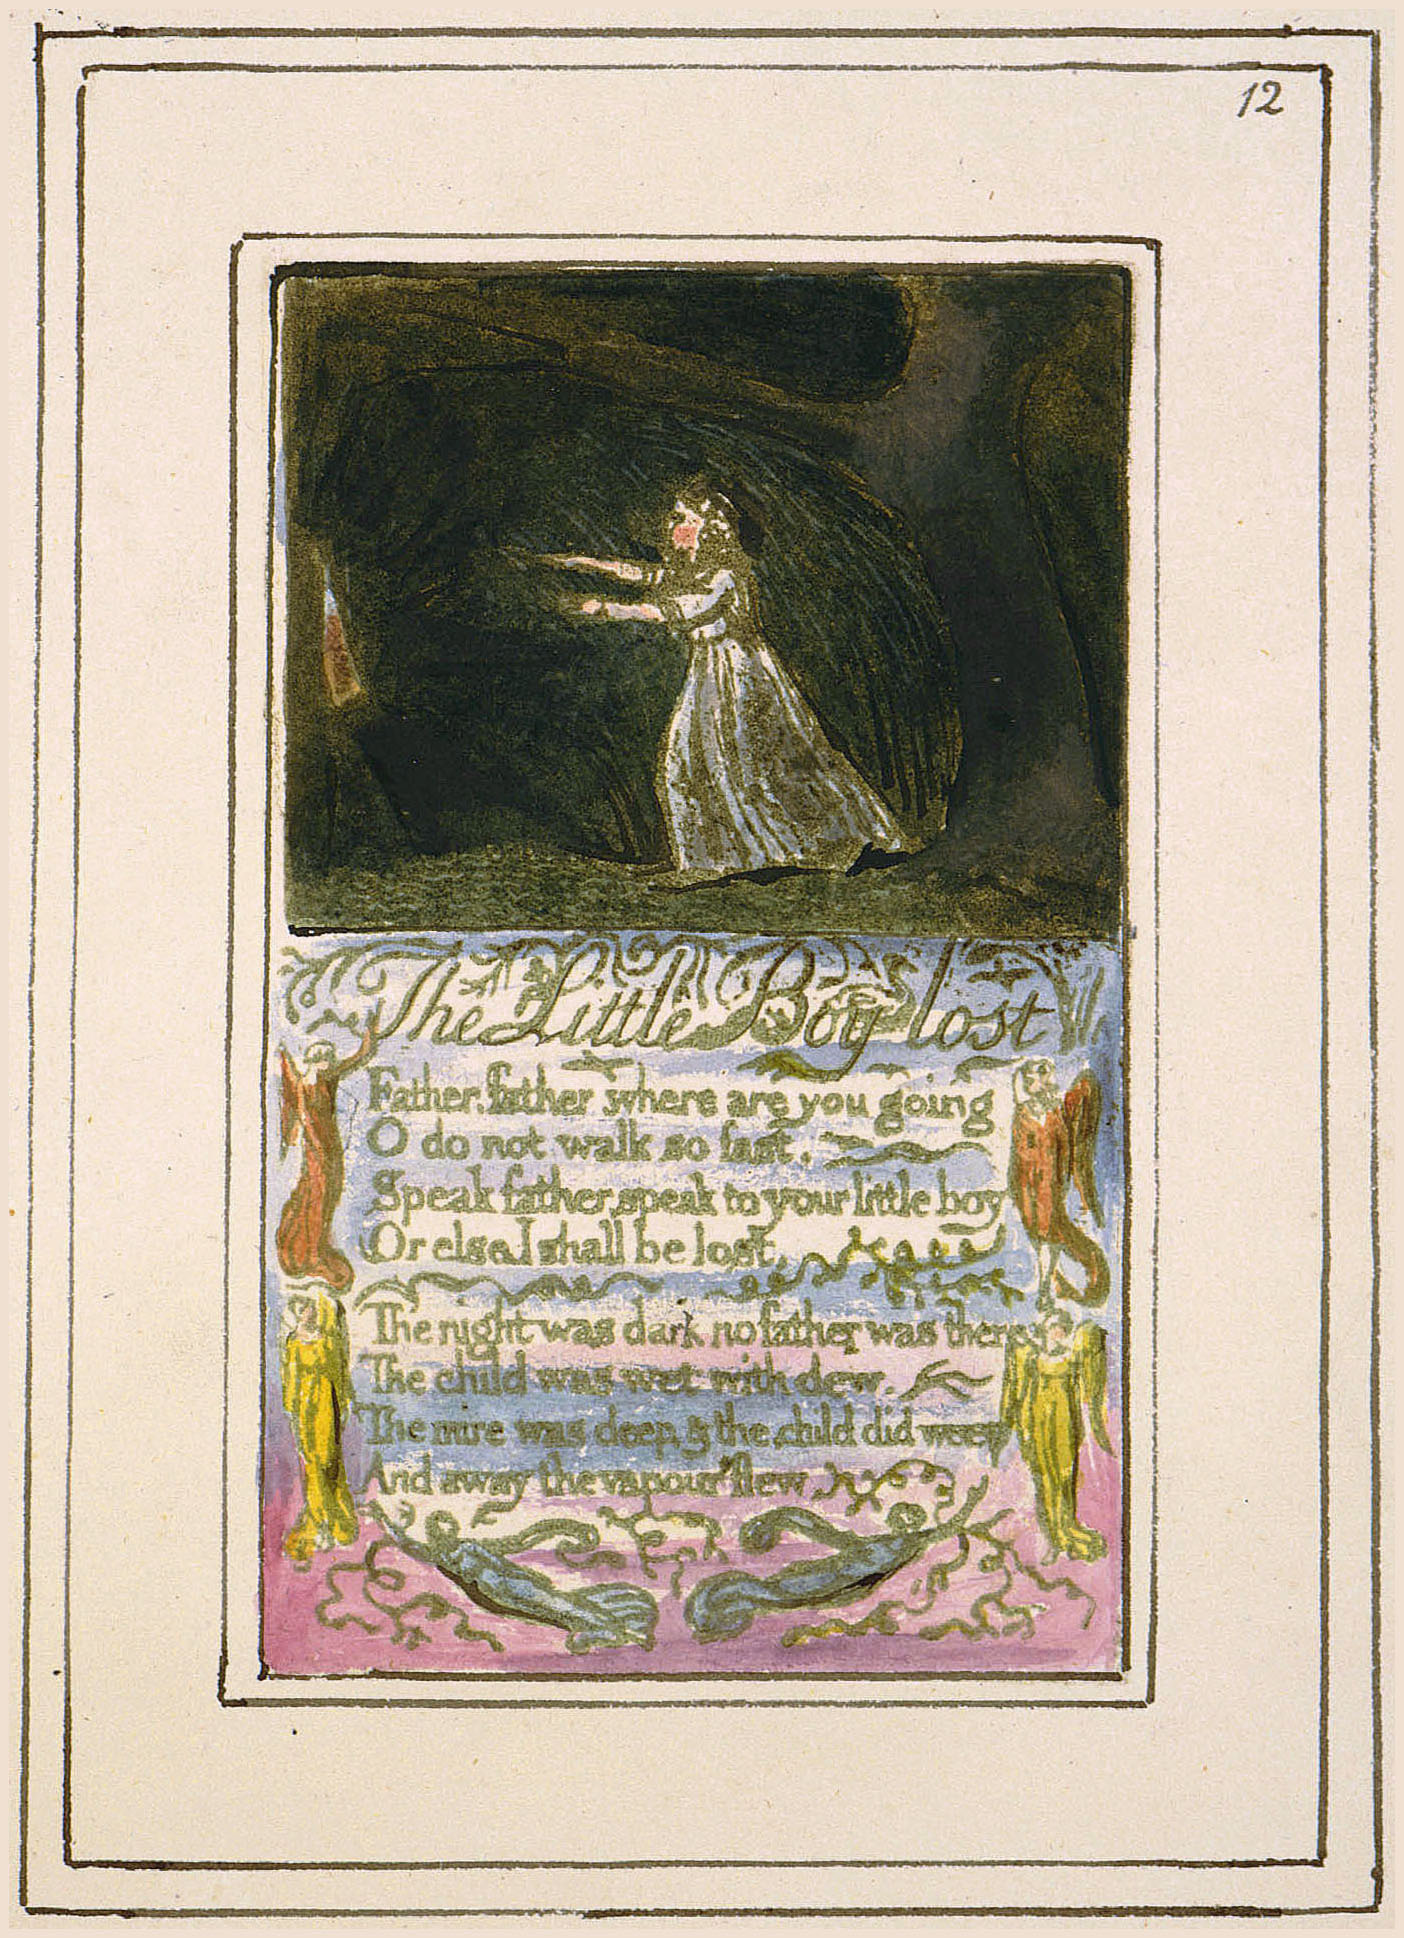 12
The Little Boy lost
Father, father where are you going
O do not walk so fast.
Speak father, speak to your little boy
Or else I shall be lost,
The night was dark no father was there
The child was wet with dew.
The mire was deep, & the child did weep
And away the vapour flew.